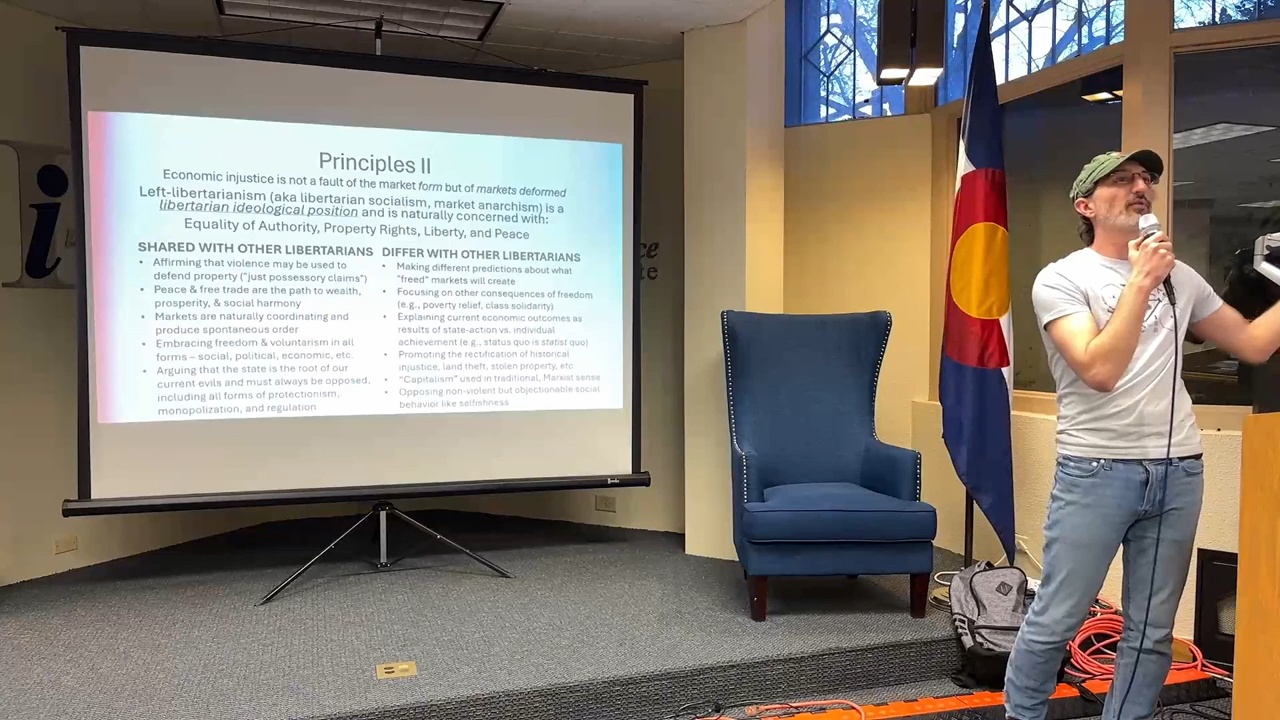 Principles II
Economic injustice is not a fault of the market form but of markets deformed
Left-libertarianism (aka libertarian socialism, market anarchism) is a
libertarian ideological position and is naturally concerned with:
Equality of Authority, Property Rights, Liberty, and Peace
SHARED WITH OTHER LIBERTARIANS
• Affirming that violence may be used to
defend property ("just possessory claims")
• Peace & free trade are the path to wealth,
prosperity, & social harmony
• Markets are naturally coordinating and
produce spontaneous order
• Embracing freedom & voluntarism in all
forms – social, political, economic, etc.
• Arguing that the state is the root of our
current evils and must always be opposed,
including all forms of protectionism,
monopolization, and regulation
DIFFER WITH OTHER LIBERTARIANS
• Making different predictions about what
"freed" markets will create
• Focusing on other consequences of freedom
(e.g., poverty relief, class solidarity)
• Explaining current economic outcomes as
results of state-action vs. individual
achievement (e.g., status quo is statist quo)
• Promoting the rectification of historical
injustice, land theft, stolen property, etc
• "Capitalism" used in traditional, Marxist sense
• Opposing non-violent but objectionable social
behavior like selfishness